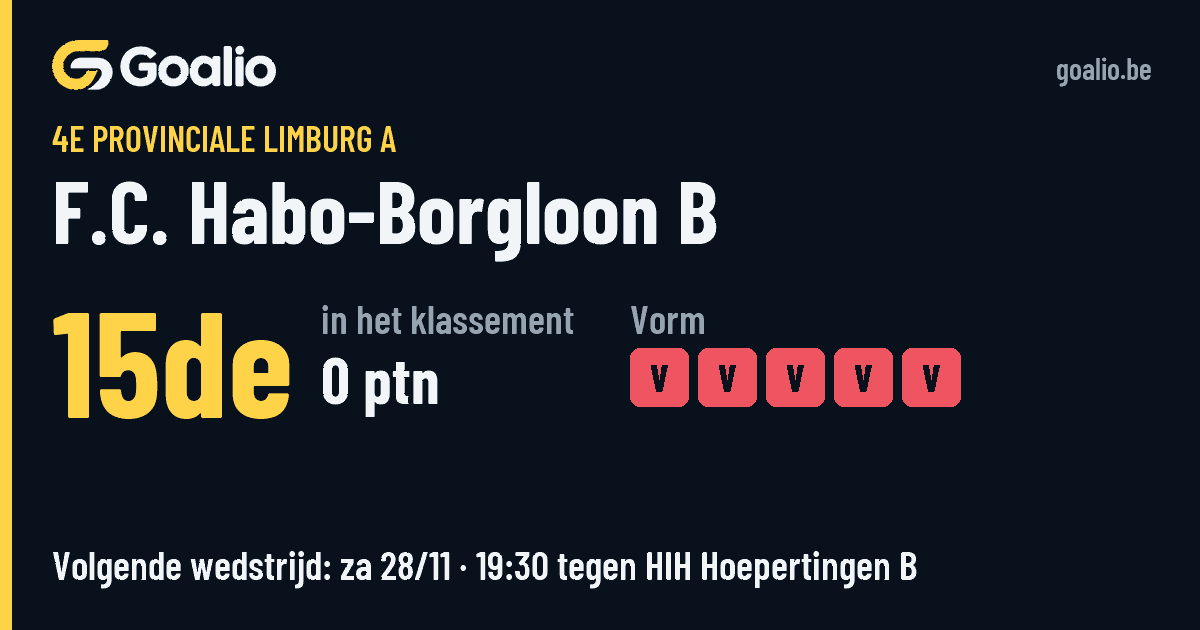 Goalio
goalio.be
4E PROVINCIALE LIMBURG A
F.C. Habo-Borgloon B
15de
in het klassement
0 ptn
Vorm
V V V V V
Volgende wedstrijd: za 28/11 · 19:30 tegen HIH Hoepertingen B